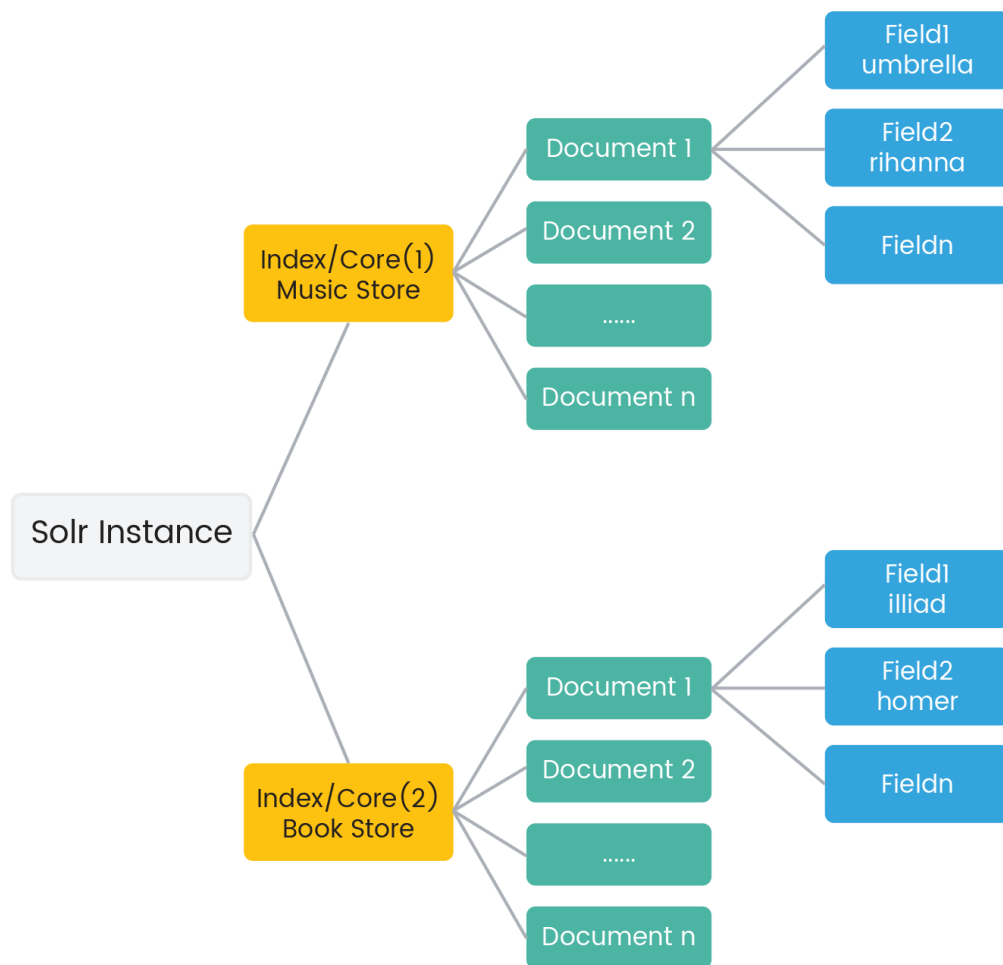 Field1
umbrella
Document 1
Field2
rihanna
Document 2
Index/Core(1)
Music Store
Fieldn
......
Document n
Solr Instance
Field1
illiad
Document 1
Field2
homer
Document 2
Index/Core(2)
Book Store
Fieldn
......
Document n